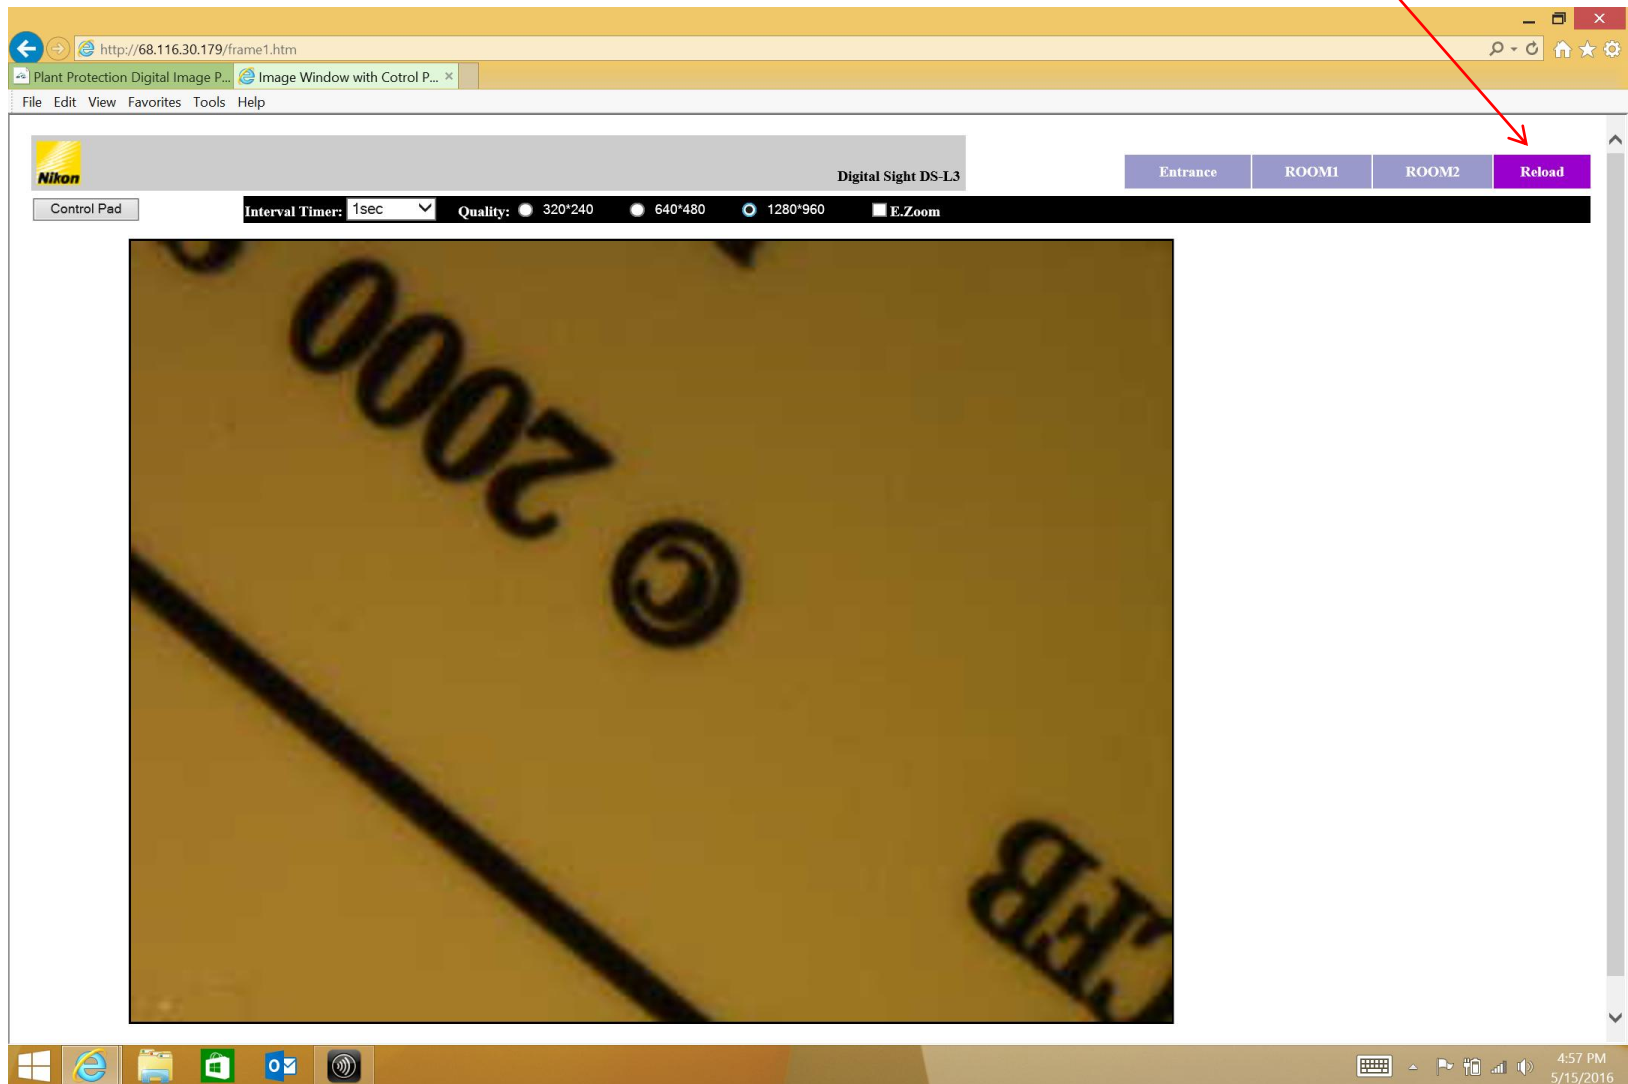 http://68.116.30.179/frame1.htm
Plant Protection Digital Image P...
Image Window with Cotrol P...
File Edit View Favorites Tools Help
Nikon
Digital Sight DS-L3
Entrance ROOM1 ROOM2 Reload
Control Pad
Interval Timer: 1sec Quality: 320*240 640*480 1280*960 E.Zoom
© 2000
4:57 PM
5/15/2016